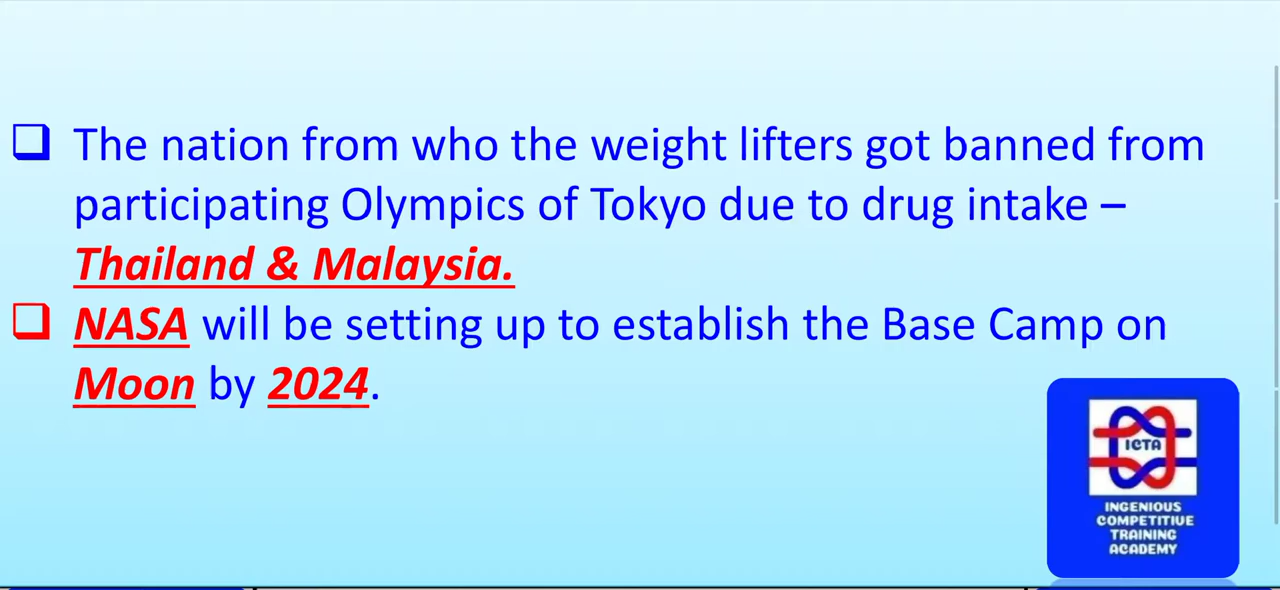 The nation from who the weight lifters got banned from
participating Olympics of Tokyo due to drug intake –
Thailand & Malaysia.
NASA will be setting up to establish the Base Camp on
Moon by 2024.
ICTA
INGENIOUS
COMPETITIVE
TRAINING
ACADEMY